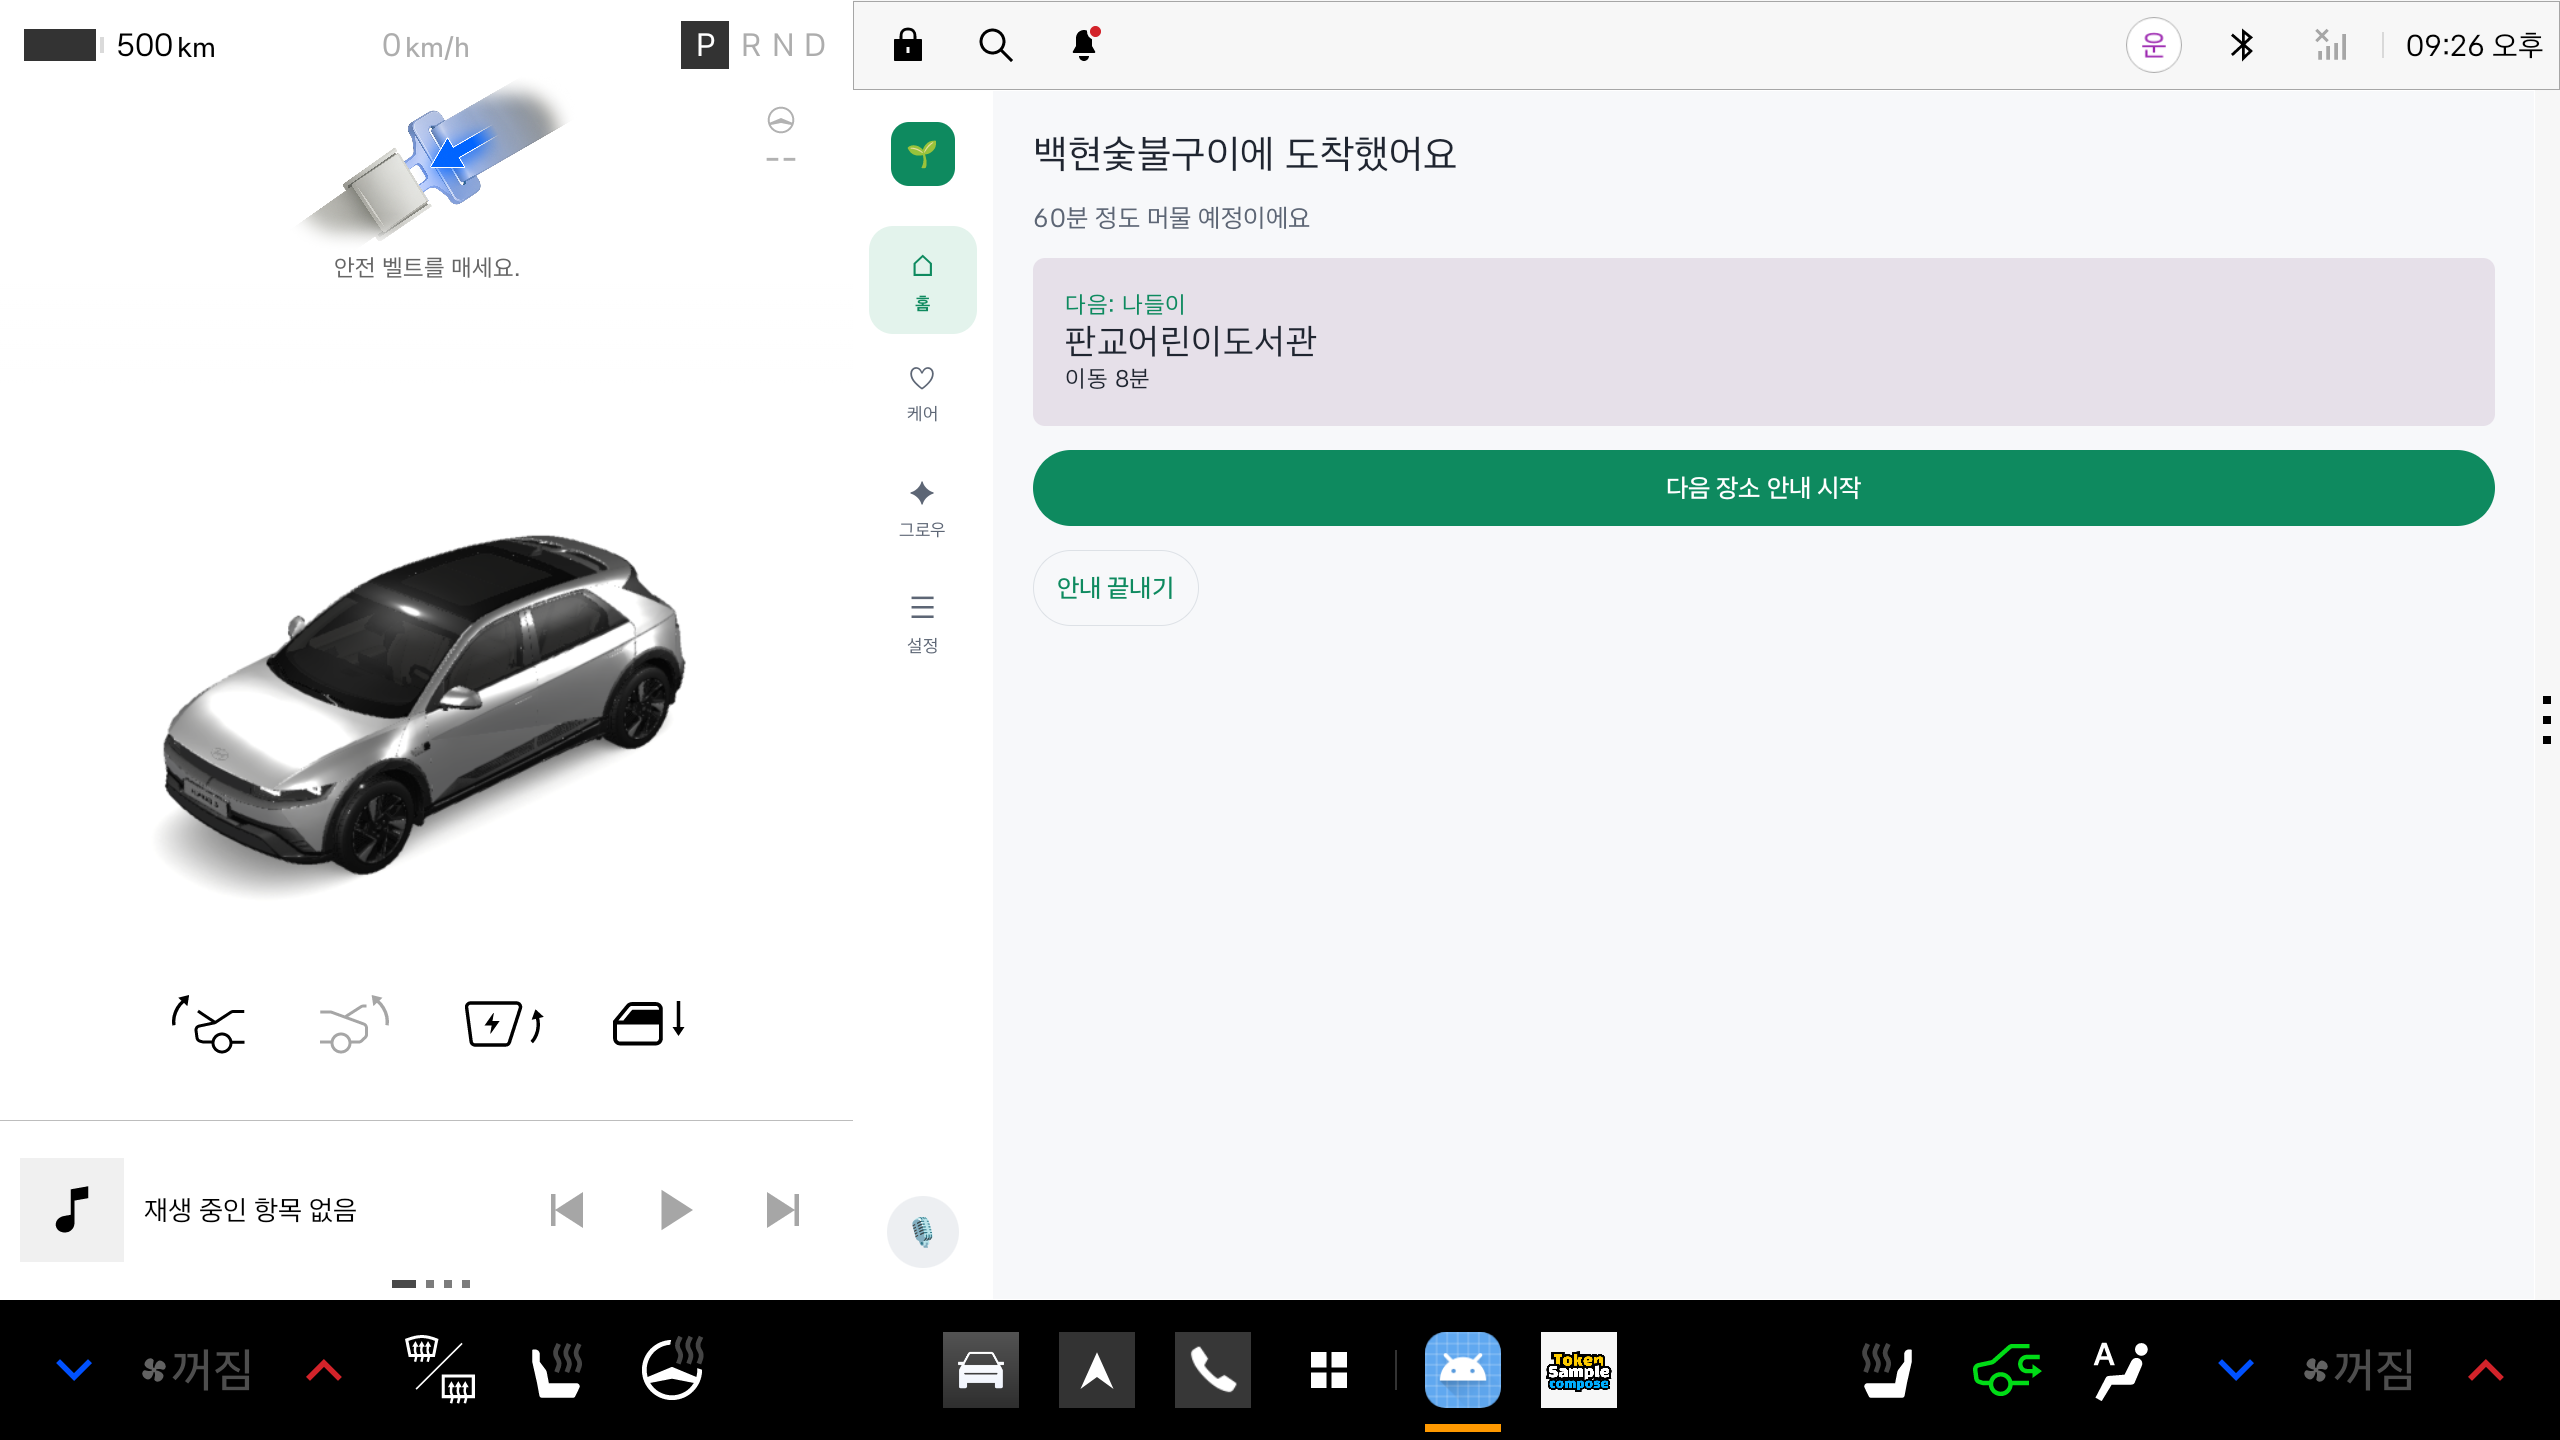 500 km
0 km/h
P R N D
운
09:26 오후
안전 벨트를 매세요.
--
홈
케어
그로우
설정
백현숯불구이에 도착했어요
60분 정도 머물 예정이에요
다음: 나들이
판교어린이도서관
이동 8분
다음 장소 안내 시작
안내 끝내기
재생 중인 항목 없음
꺼짐
Token
Sample
compose
A
꺼짐